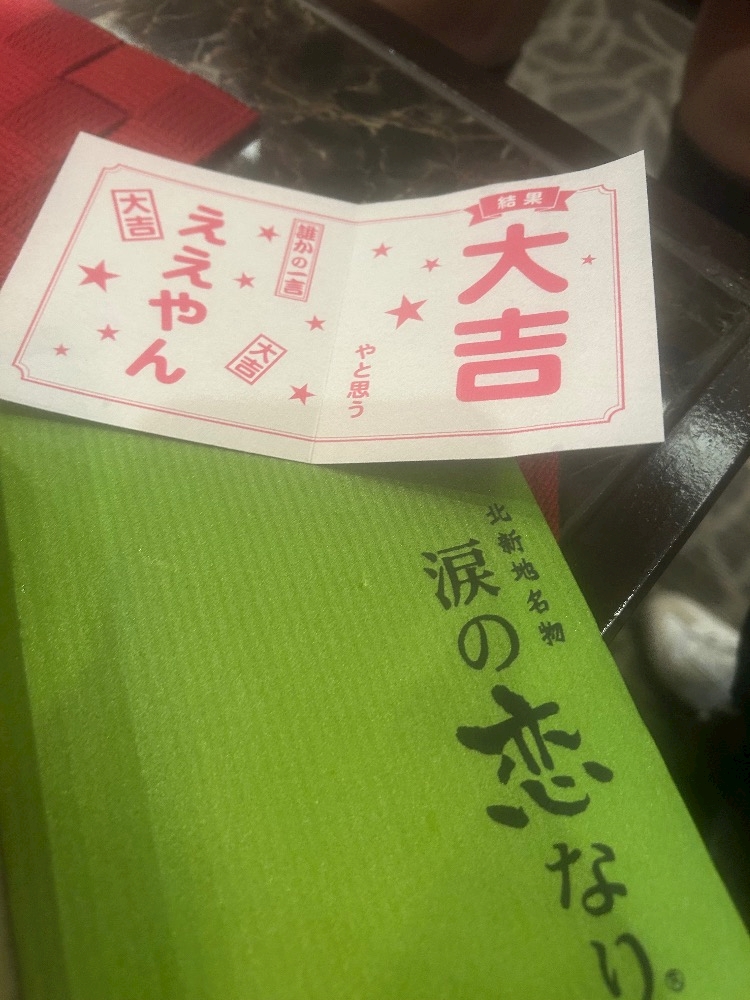 結果
大吉
やと思う
誰かの一言
ええやん
大吉
大吉
北新地名物
涙の恋なり®